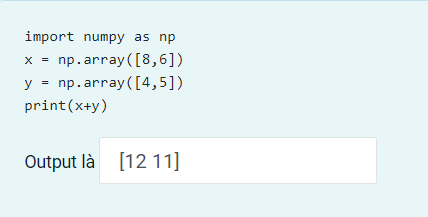 import numpy as np
x = np.array([8,6])
y = np.array([4,5])
print(x+y)
Output là [12 11]